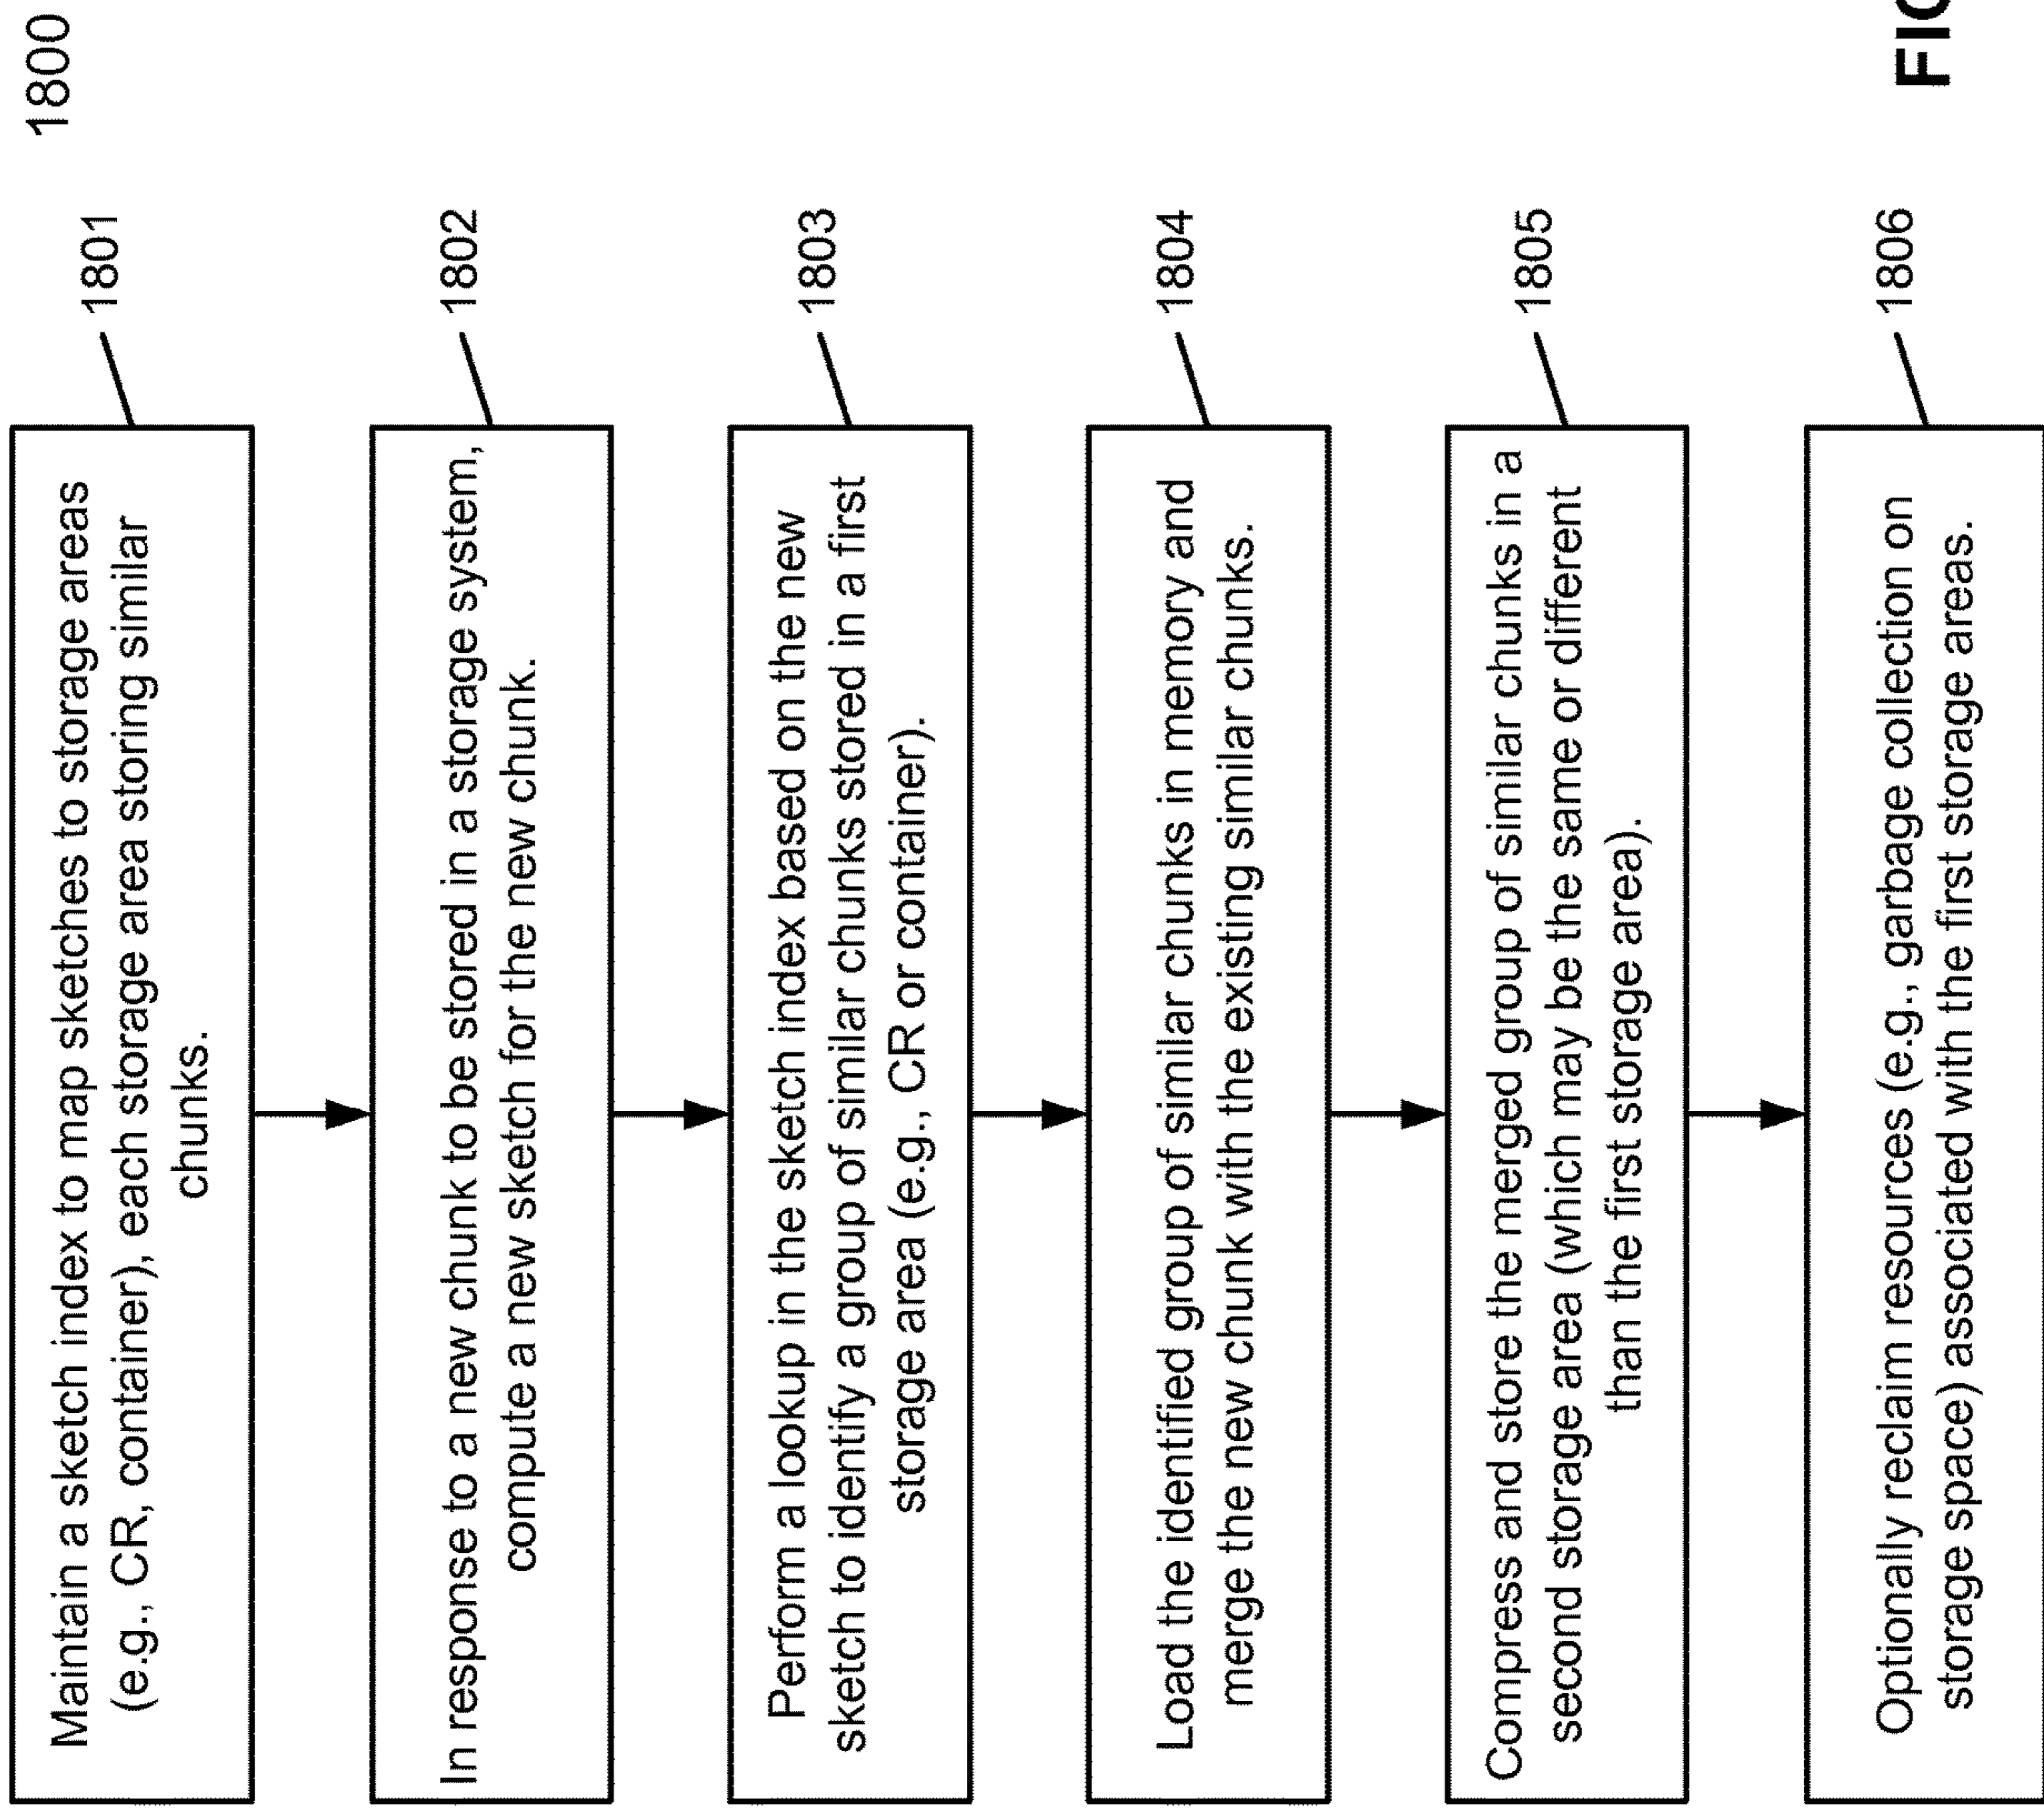 1800
Maintain a sketch index to map sketches to storage areas
(e.g., CR, container), each storage area storing similar
chunks.
1801
In response to a new chunk to be stored in a storage system,
compute a new sketch for the new chunk.
1802
Perform a lookup in the sketch index based on the new
sketch to identify a group of similar chunks stored in a first
storage area (e.g., CR or container).
1803
Load the identified group of similar chunks in memory and
merge the new chunk with the existing similar chunks.
1804
Compress and store the merged group of similar chunks in a
second storage area (which may be the same or different
than the first storage area).
1805
Optionally reclaim resources (e.g., garbage collection on
storage space) associated with the first storage areas.
1806